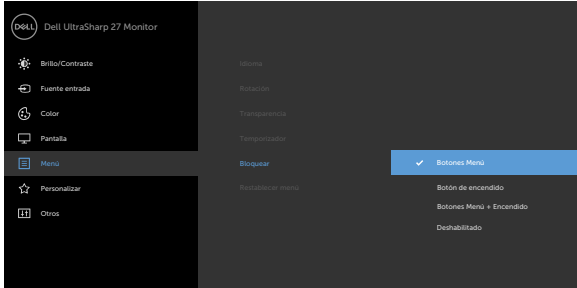 DELL
Dell UltraSharp 27 Monitor
Brillo/Contraste
Fuente entrada
Color
Pantalla
Menú
Personalizar
Otros
Idioma
Rotación
Transparencia
Temporizador
Bloquear
Restablecer menú
Botones Menú
Botón de encendido
Botones Menú + Encendido
Deshabilitado